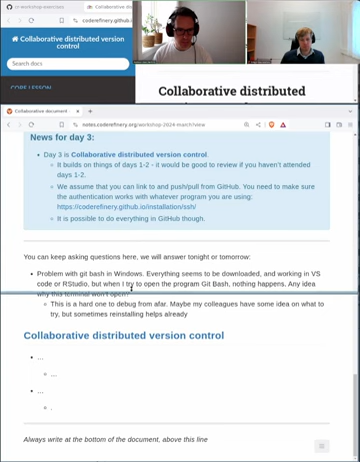 cr-workshop-exercises
Collaborative dis
coderefinery.github.
Collaborative distributed version
control
Search docs
CORE LESSON
Collaborative distributed
Collaborative document
notes.coderefinery.org/workshop-2024-march?view
News for day 3:
• Day 3 is Collaborative distributed version control
It builds on things of days 1-2 - it would be good to review if you haven't attended
days 1-2.
We assume that you can link to and push/pull from GitHub. You need to make sure
the authentication works with whatever program you are using:
https://coderefinery.github.io/installation/ssh/
It is possible to do everything in GitHub though.
You can keep asking questions here, we will answer tonight or tomorrow:
• Problem with git bash in Windows. Everything seems to be downloaded, and working in VS
code or RStudio, but when I try to open the program Git Bash, nothing happens. Any idea
why this terminal won't open?
This is a hard one to debug from afar. Maybe my colleagues have some idea on what to
try, but sometimes reinstalling helps already
Collaborative distributed version control
• ...
...
• ...
.
Always write at the bottom of the document, above this line